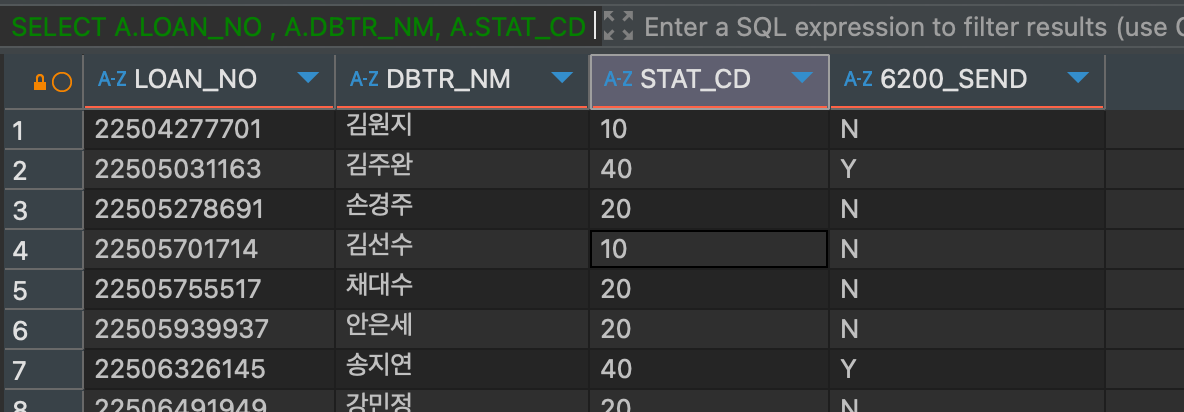 SELECT A.LOAN_NO , A.DBTR_NM, A.STAT_CD Enter a SQL expression to filter results (use C
A-Z LOAN_NO A-Z DBTR_NM A-Z STAT_CD A-Z 6200_SEND
1 22504277701 김원지 10 N
2 22505031163 김주완 40 Y
3 22505278691 손경주 20 N
4 22505701714 김선수 10 N
5 22505755517 채대수 20 N
6 22505939937 안은세 20 N
7 22506326145 송지연 40 Y
8 22506491949 강민정 20 N